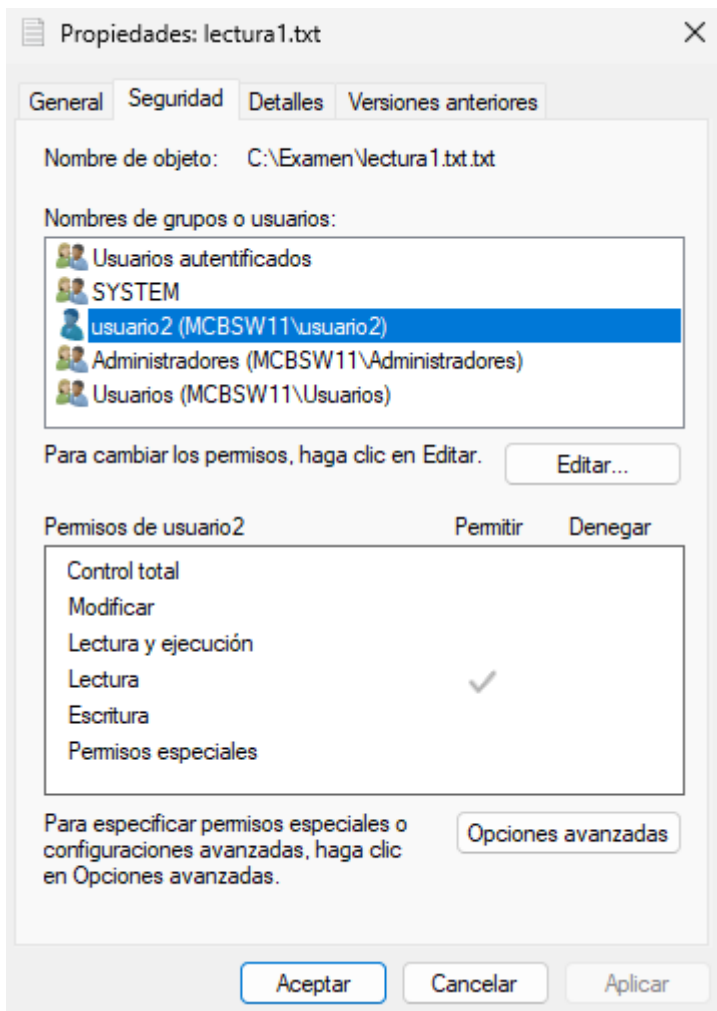 Propiedades: lectura1.txt
General Seguridad Detalles Versiones anteriores
Nombre de objeto: C:\Examen\lectura1.txt.txt
Nombres de grupos o usuarios:
Usuarios autentificados
SYSTEM
usuario2 (MCBSW11\usuario2)
Administradores (MCBSW11\Administradores)
Usuarios (MCBSW11\Usuarios)
Para cambiar los permisos, haga clic en Editar. Editar...
Permisos de usuario2 Permitir Denegar
Control total
Modificar
Lectura y ejecución
Lectura
Escritura
Permisos especiales
Para especificar permisos especiales o
configuraciones avanzadas, haga clic
en Opciones avanzadas.
Opciones avanzadas
Aceptar Cancelar Aplicar